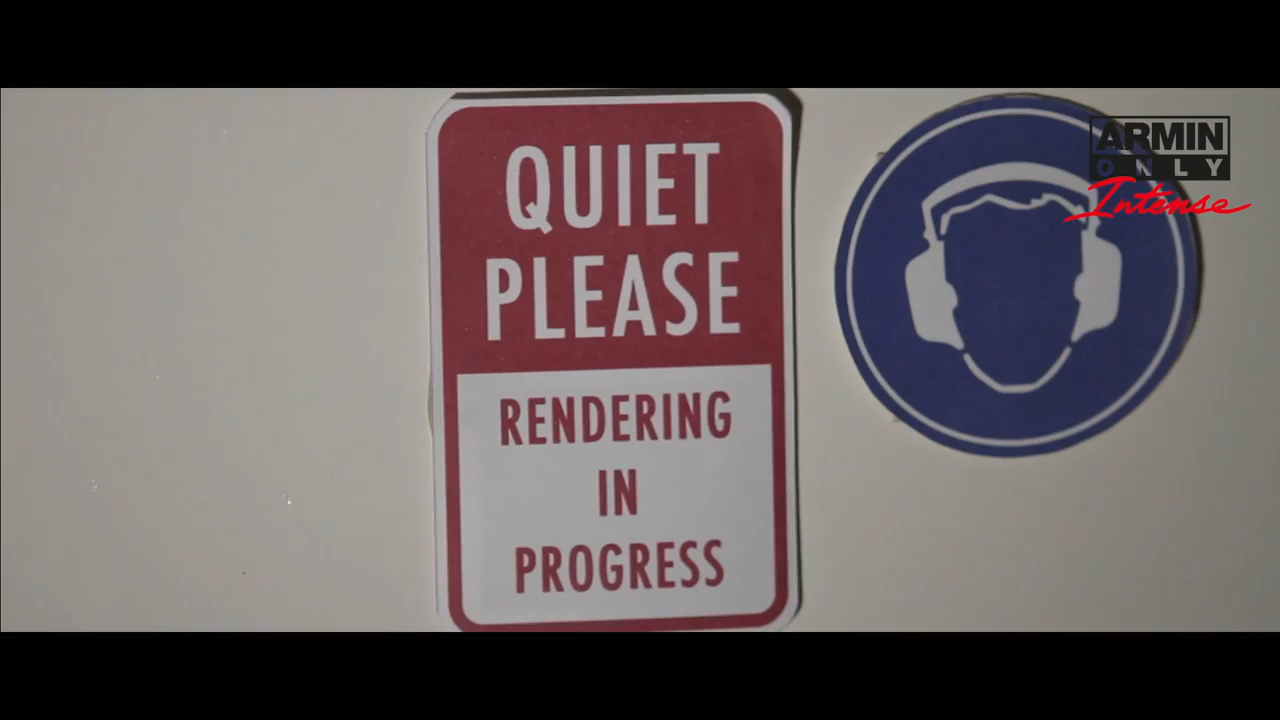 QUIET
PLEASE
RENDERING
IN
PROGRESS
ARMIN
ONLY
Intense